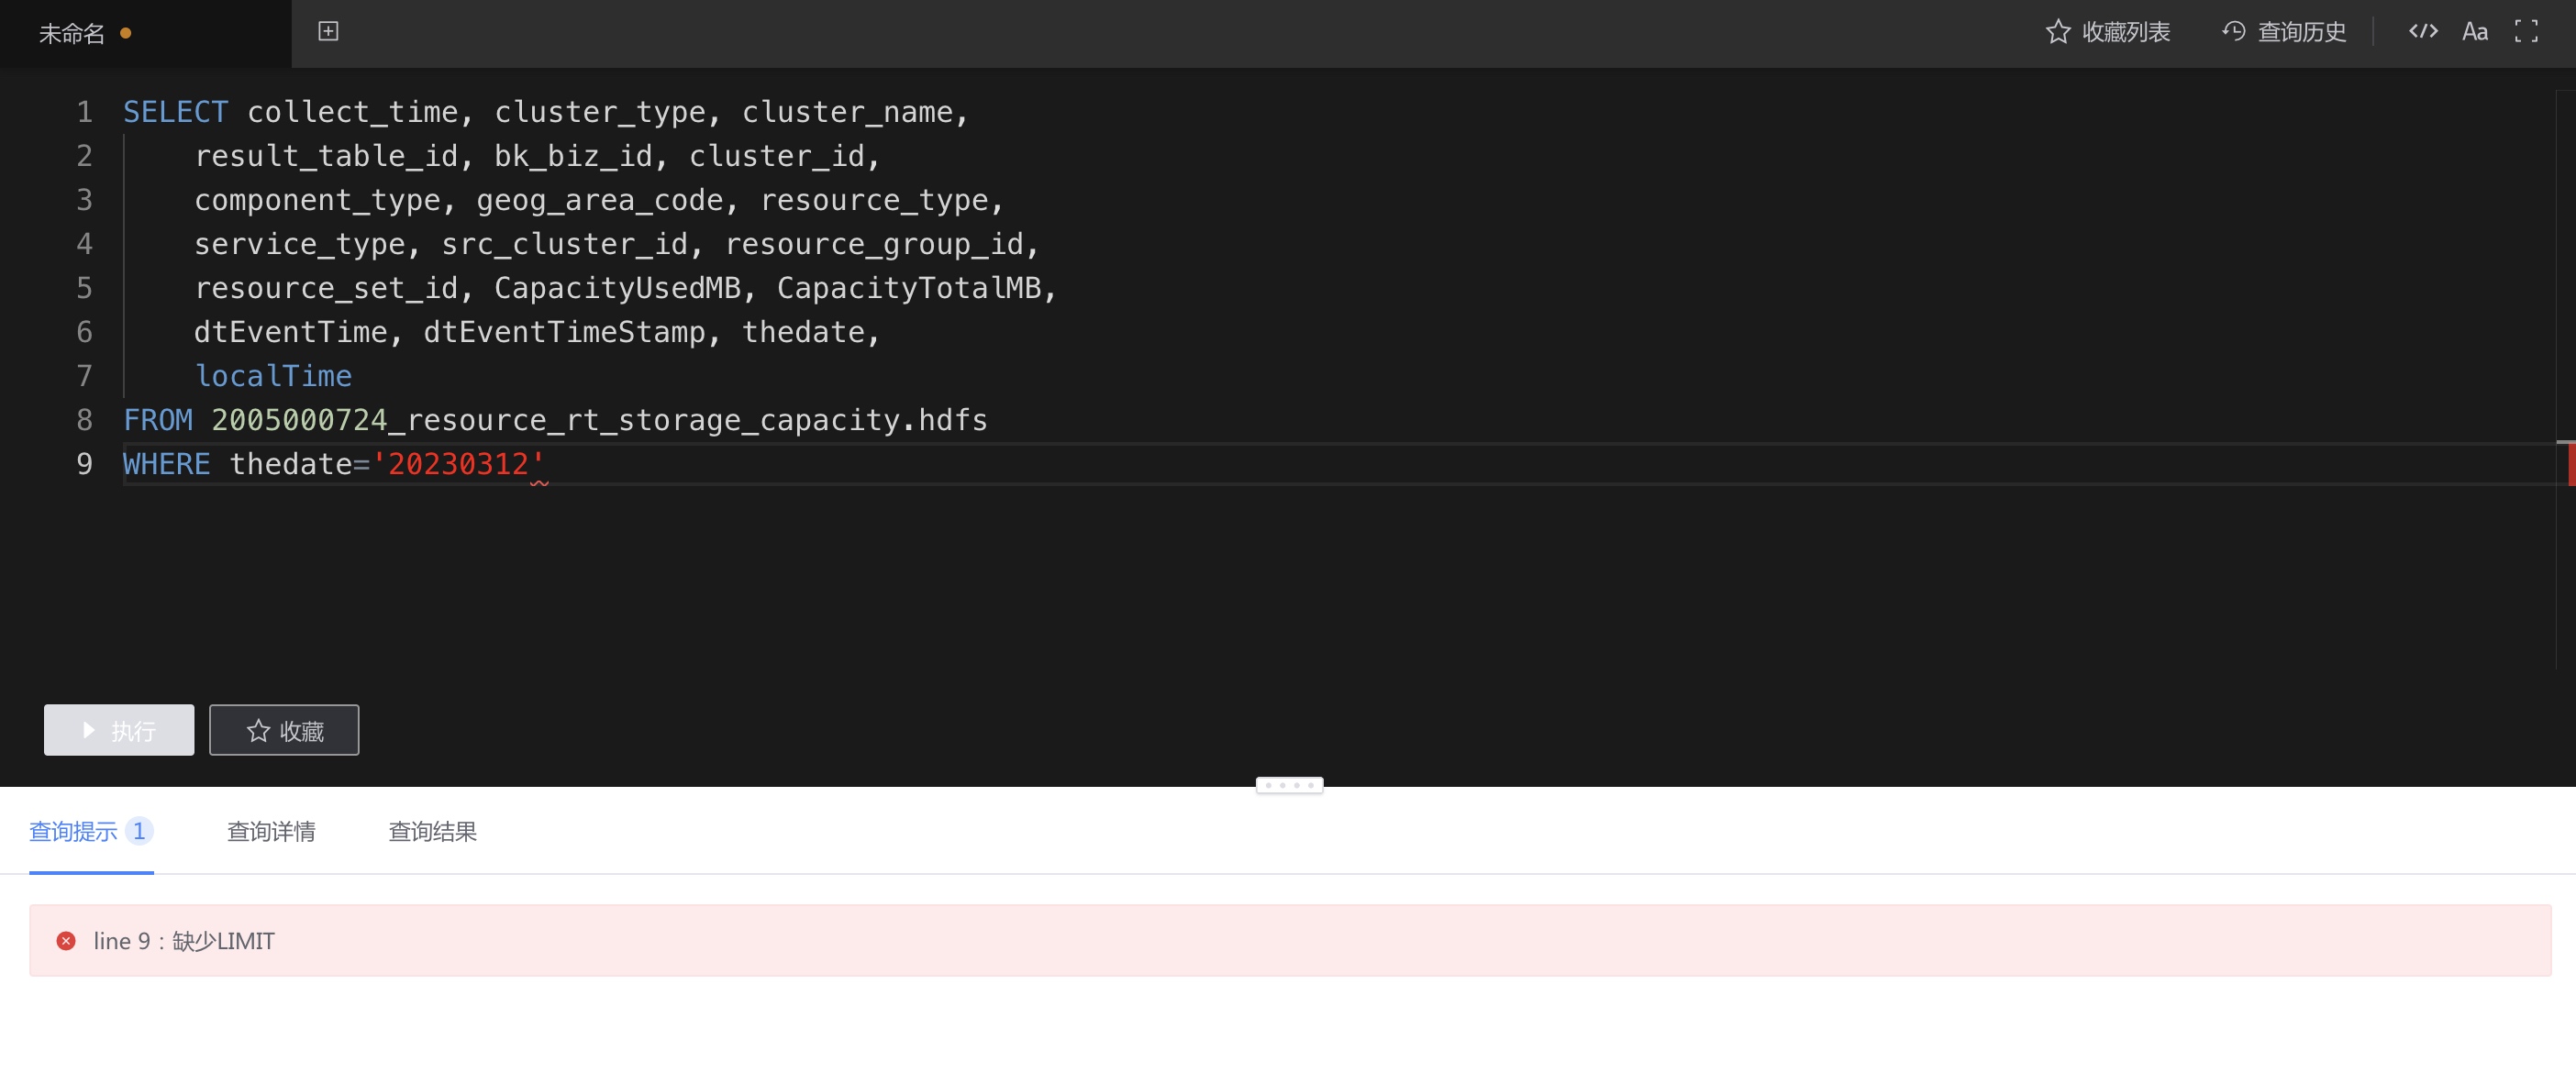 未命名
收藏列表 查询历史 </> Aa
1 SELECT collect_time, cluster_type, cluster_name,
2 result_table_id, bk_biz_id, cluster_id,
3 component_type, geog_area_code, resource_type,
4 service_type, src_cluster_id, resource_group_id,
5 resource_set_id, CapacityUsedMB, CapacityTotalMB,
6 dtEventTime, dtEventTimeStamp, thedate,
7 localTime
8 FROM 2005000724_resource_rt_storage_capacity.hdfs
9 WHERE thedate='20230312'
执行 收藏
查询提示 1 查询详情 查询结果
line 9：缺少LIMIT